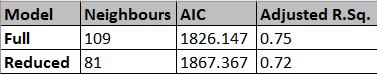 Model Neighbours AIC Adjusted R.Sq.
Full 109 1826.147 0.75
Reduced 81 1867.367 0.72